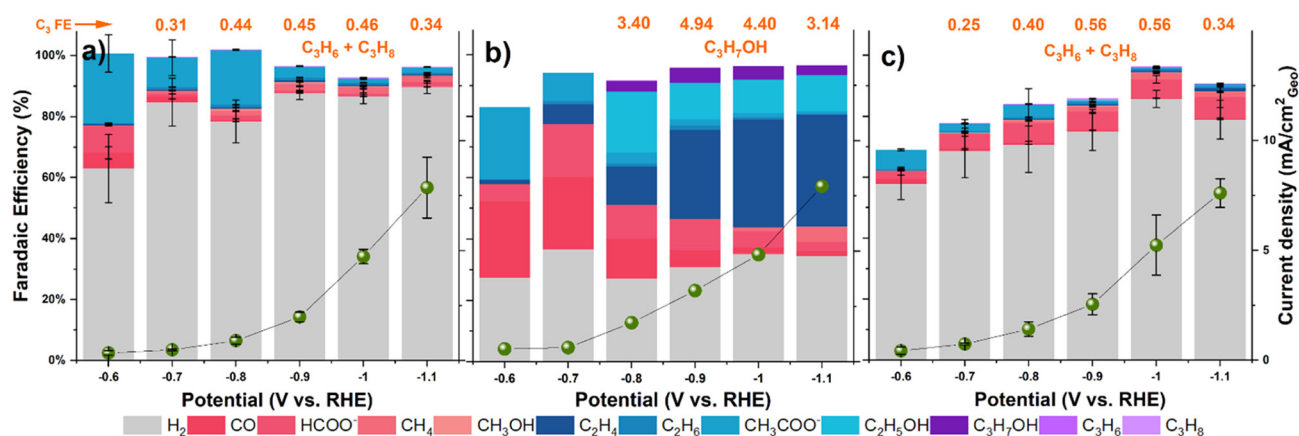 C₃ FE
0.31 0.44 0.45 0.46 0.34
3.40 4.94 4.40 3.14
0.25 0.40 0.56 0.56 0.34
a)
C₃H₆ + C₃H₈
b)
C₃H₇OH
c)
C₃H₆ + C₃H₈
Faradaic Efficiency (%)
100%
80%
60%
40%
20%
0%
10
5
0
Current density (mA/cm²Geo)
-0.6 -0.7 -0.8 -0.9 -1 -1.1
-0.6 -0.7 -0.8 -0.9 -1 -1.1
-0.6 -0.7 -0.8 -0.9 -1 -1.1
Potential (V vs. RHE)
Potential (V vs. RHE)
Potential (V vs. RHE)
H₂ CO HCOO⁻ CH₄ CH₃OH C₂H₄ C₂H₆ CH₃COO⁻ C₂H₅OH C₃H₇OH C₃H₆ C₃H₈